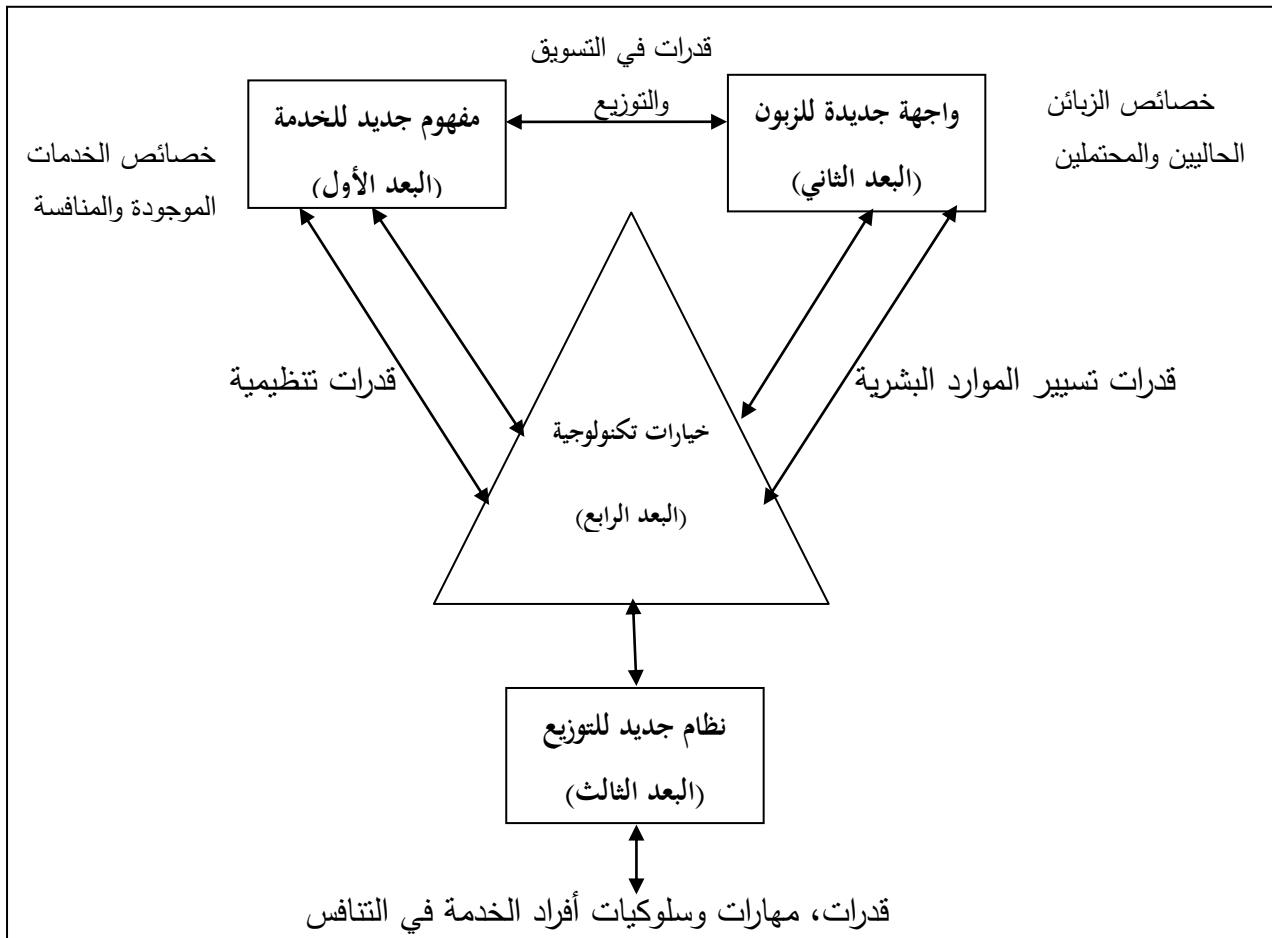 قدرات في التسويق
والتوزيع
خصائص الزبائن
الحاليين والمحتملين
واجهة جديدة للزبون
(البعد الثاني)
مفهوم جديد للخدمة
(البعد الأول)
خصائص الخدمات
الموجودة والمنافسة
قدرات تسيير الموارد البشرية
قدرات تنظيمية
خيارات تكنولوجية
(البعد الرابع)
نظام جديد للتوزيع
(البعد الثالث)
قدرات، مهارات وسلوكيات أفراد الخدمة في التنافس